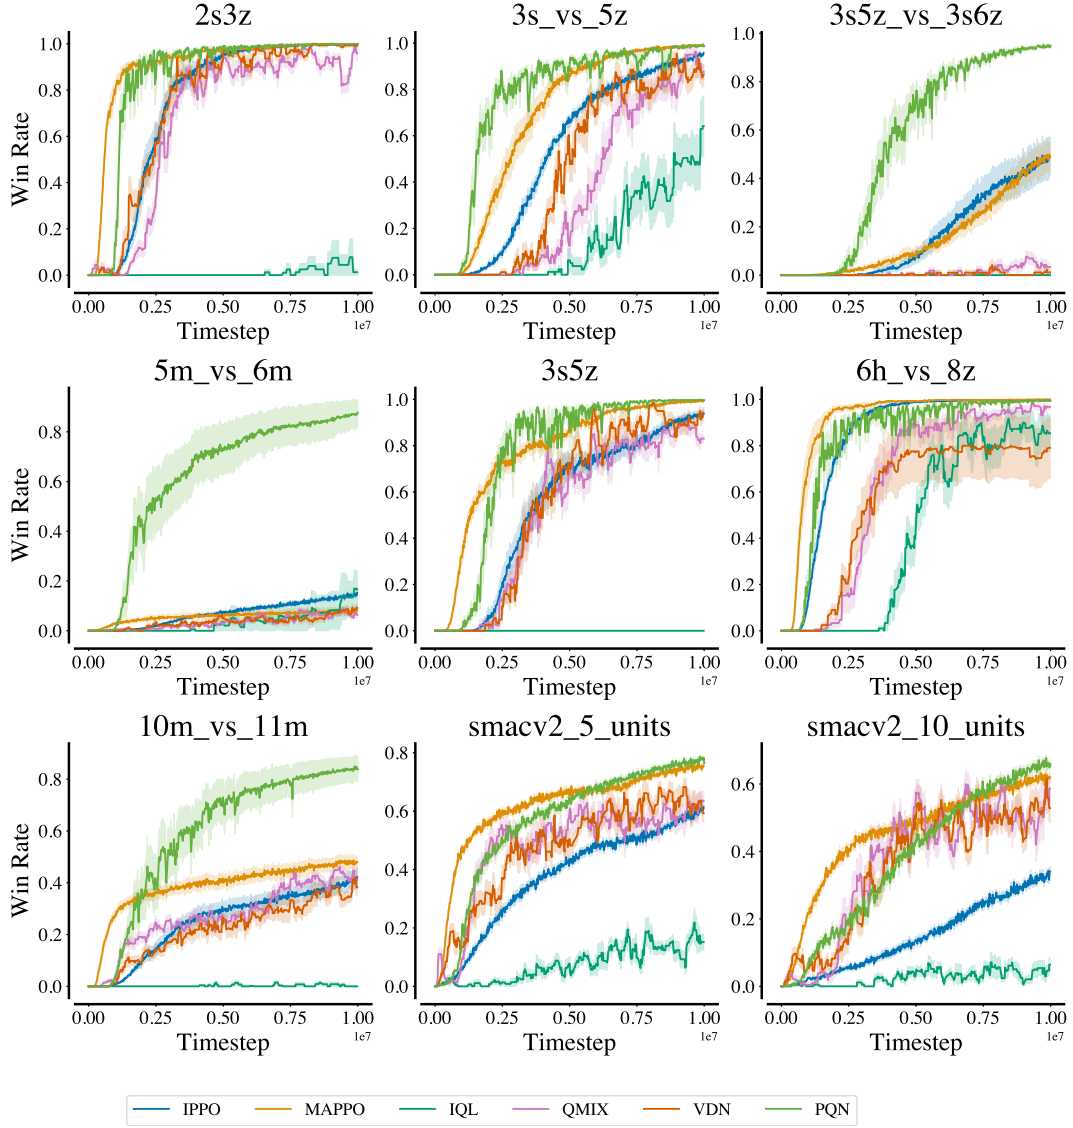 2s3z 3s_vs_5z 3s5z_vs_3s6z
Win Rate
1.0 1.0 1.0
0.8 0.8 0.8
0.6 0.6 0.6
0.4 0.4 0.4
0.2 0.2 0.2
0.0 0.0 0.0
0.00 0.25 0.50 0.75 1.00 0.00 0.25 0.50 0.75 1.00 0.00 0.25 0.50 0.75 1.00
1e7 1e7 1e7
Timestep Timestep Timestep
5m_vs_6m 3s5z 6h_vs_8z
Win Rate
1.0 1.0
0.8 0.8 0.8
0.6 0.6 0.6
0.4 0.4 0.4
0.2 0.2 0.2
0.0 0.0 0.0
0.00 0.25 0.50 0.75 1.00 0.00 0.25 0.50 0.75 1.00 0.00 0.25 0.50 0.75 1.00
1e7 1e7 1e7
Timestep Timestep Timestep
10m_vs_11m smacv2_5_units smacv2_10_units
Win Rate
0.8 0.8
0.6 0.6 0.6
0.4 0.4 0.4
0.2 0.2 0.2
0.0 0.0 0.0
0.00 0.25 0.50 0.75 1.00 0.00 0.25 0.50 0.75 1.00 0.00 0.25 0.50 0.75 1.00
1e7 1e7 1e7
Timestep Timestep Timestep
IPPO MAPPO IQL QMIX VDN PQN